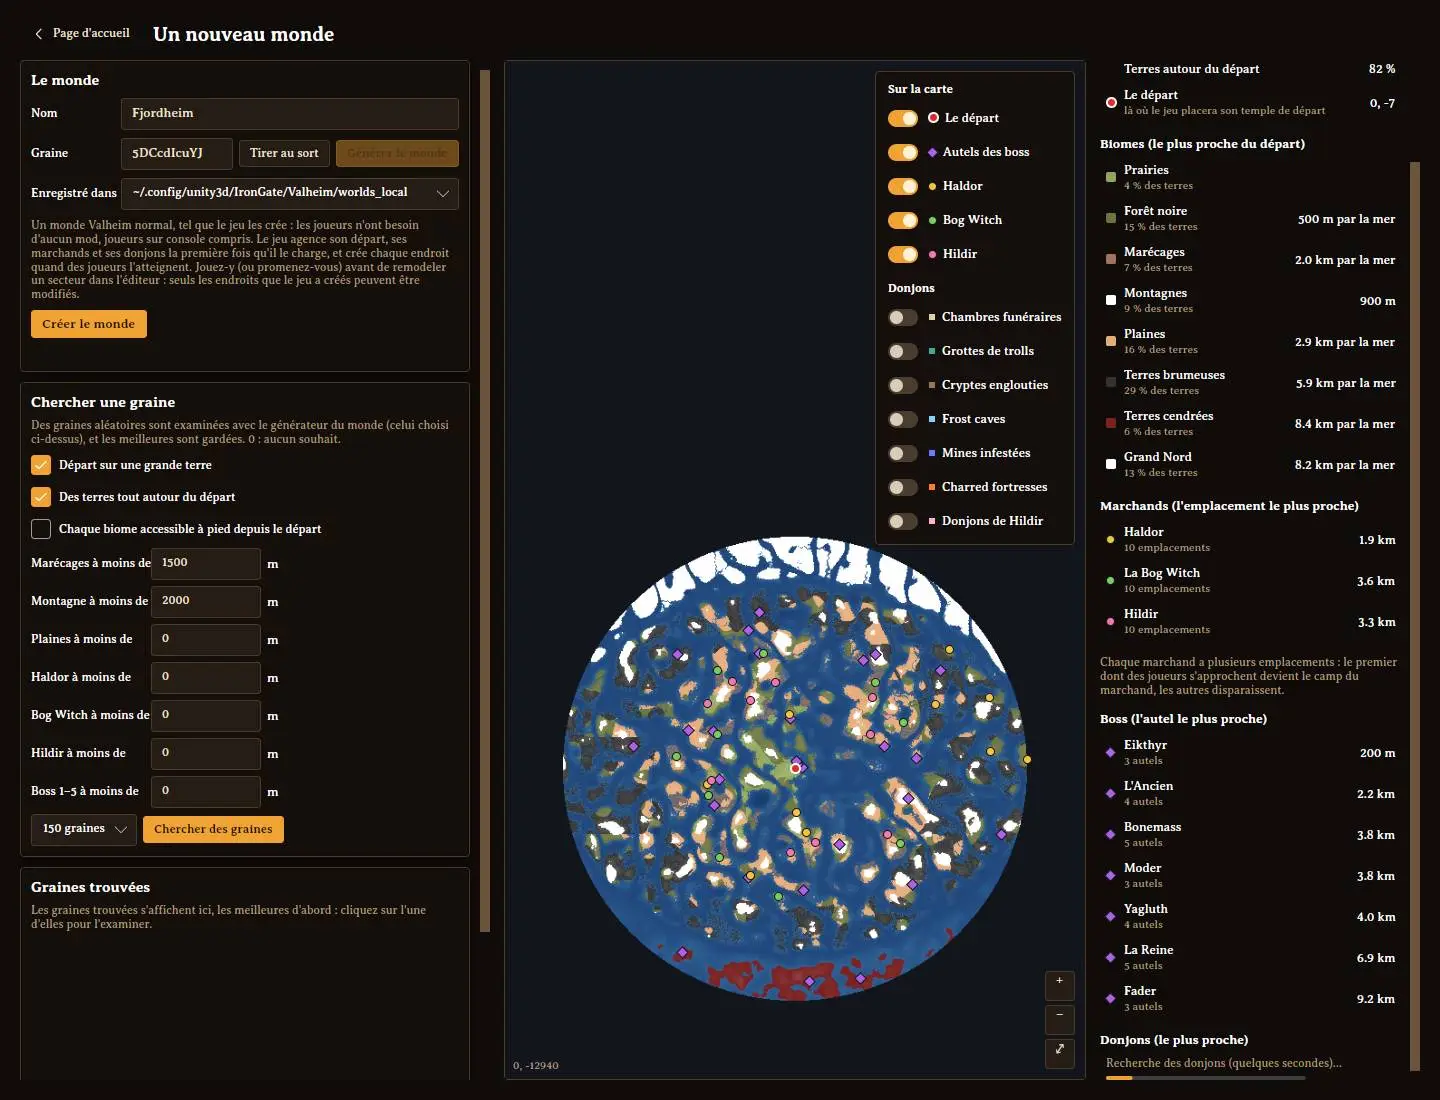 Page d'accueil
Un nouveau monde
Le monde
Nom
Fjordheim
Graine
5DCcdIcuYJ
Tirer au sort
Générer le monde
Enregistré dans
~/.config/unity3d/IronGate/Valheim/worlds_local
Un monde Valheim normal, tel que le jeu les crée : les joueurs n'ont besoin
d'aucun mod, joueurs sur console compris. Le jeu agence son départ, ses
marchands et ses donjons la première fois qu'il le charge, et crée chaque endroit
quand des joueurs l'atteignent. Jouez-y (ou promenez-vous) avant de remodeler
un secteur dans l'éditeur : seuls les endroits que le jeu a créés peuvent être
modifiés.
Créer le monde
Chercher une graine
Des graines aléatoires sont examinées avec le générateur du monde (celui choisi
ci-dessus), et les meilleures sont gardées. 0 : aucun souhait.
Départ sur une grande terre
Des terres tout autour du départ
Chaque biome accessible à pied depuis le départ
Marécages à moins de 1500 m
Montagne à moins de 2000 m
Plaines à moins de 0 m
Haldor à moins de 0 m
Bog Witch à moins de 0 m
Hildir à moins de 0 m
Boss 1–5 à moins de 0 m
150 graines
Chercher des graines
Graines trouvées
Les graines trouvées s'affichent ici, les meilleures d'abord : cliquez sur l'une
d'elles pour l'examiner.
Sur la carte
Le départ
Autels des boss
Haldor
Bog Witch
Hildir
Donjons
Chambres funéraires
Grottes de trolls
Cryptes englouties
Frost caves
Mines infestées
Charred fortresses
Donjons de Hildir
+
−
0, -12940
Terres autour du départ 82 %
Le départ
là où le jeu placera son temple de départ
0, -7
Biomes (le plus proche du départ)
Prairies
4 % des terres
Forêt noire
15 % des terres
500 m par la mer
Marécages
7 % des terres
2.0 km par la mer
Montagnes
9 % des terres
900 m
Plaines
16 % des terres
2.9 km par la mer
Terres brumeuses
29 % des terres
5.9 km par la mer
Terres cendrées
6 % des terres
8.4 km par la mer
Grand Nord
13 % des terres
8.2 km par la mer
Marchands (l'emplacement le plus proche)
Haldor
10 emplacements
1.9 km
La Bog Witch
10 emplacements
3.6 km
Hildir
10 emplacements
3.3 km
Chaque marchand a plusieurs emplacements : le premier
dont des joueurs s'approchent devient le camp du
marchand, les autres disparaissent.
Boss (l'autel le plus proche)
Eikthyr
3 autels
200 m
L'Ancien
4 autels
2.2 km
Bonemass
5 autels
3.8 km
Moder
3 autels
3.8 km
Yagluth
4 autels
4.0 km
La Reine
5 autels
6.9 km
Fader
3 autels
9.2 km
Donjons (le plus proche)
Recherche des donjons (quelques secondes)...